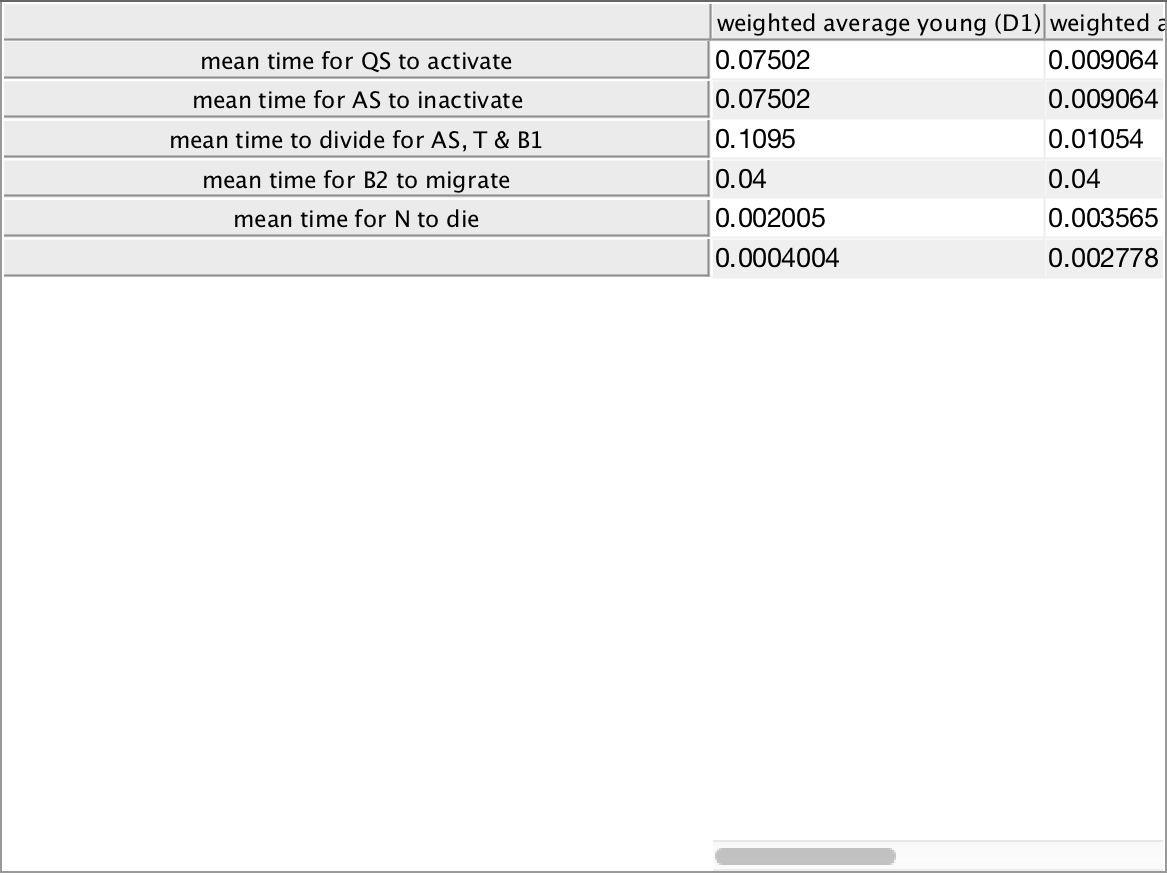 weighted average young (D1) weighted
mean time for QS to activate 0.07502 0.009064
mean time for AS to inactivate 0.07502 0.009064
mean time to divide for AS, T & B1 0.1095 0.01054
mean time for B2 to migrate 0.04 0.04
mean time for N to die 0.002005 0.003565
0.0004004 0.002778